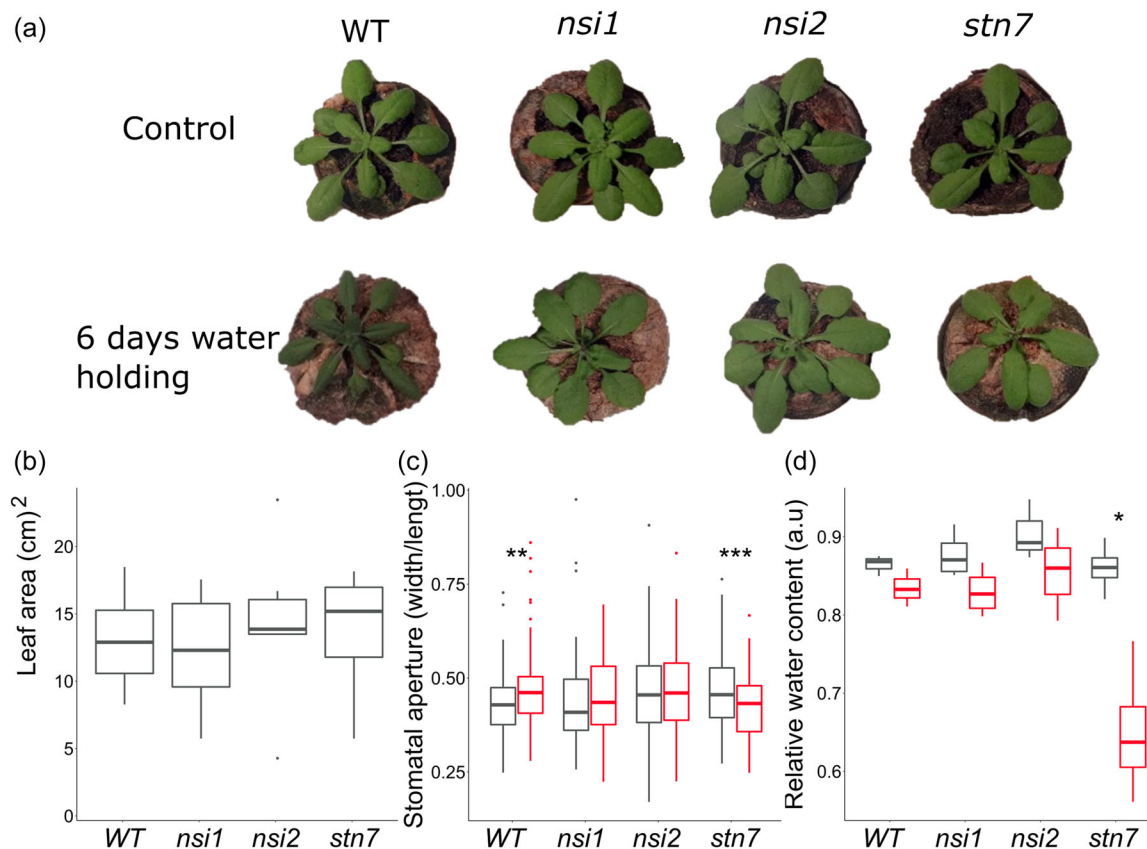 (a)
WT nsi1 nsi2 stn7
Control
6 days water
holding
(b)
(c)
(d)
Leaf area (cm)2
20
15
10
5
0
WT nsi1 nsi2 stn7
Stomatal aperture (width/lengt)
1.00
0.75
0.50
0.25
**
***
WT nsi1 nsi2 stn7
Relative water content (a.u)
0.9
0.8
0.7
0.6
*
WT nsi1 nsi2 stn7